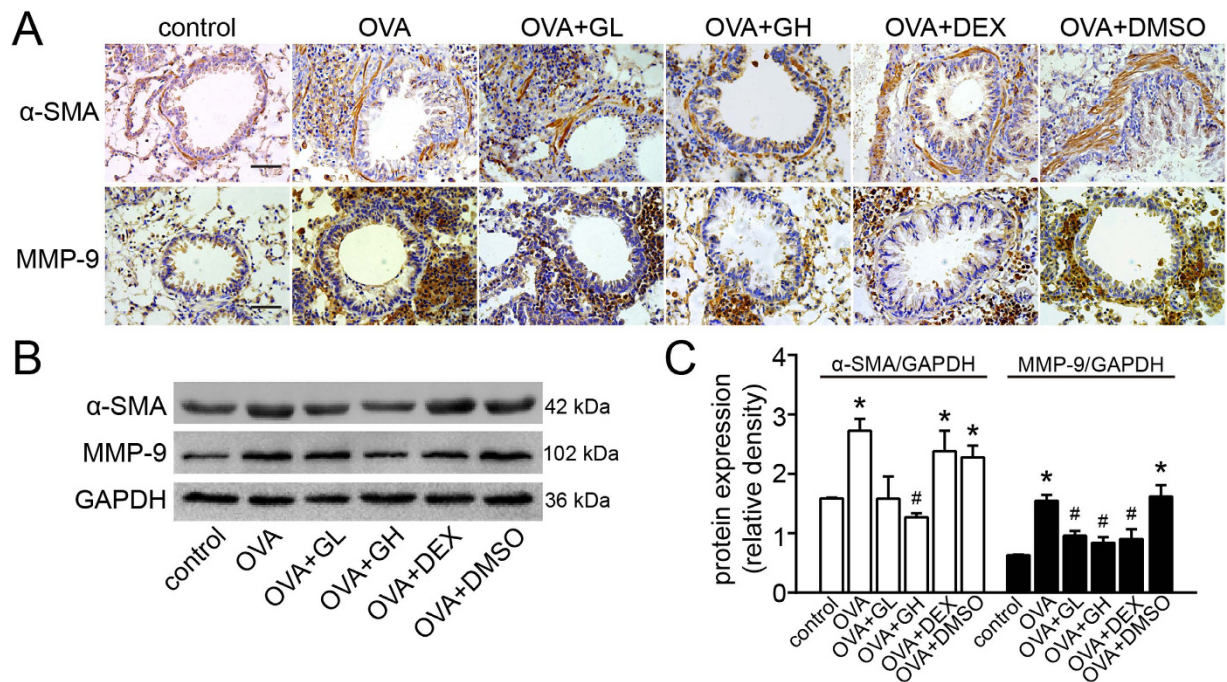 A
control OVA OVA+GL OVA+GH OVA+DEX OVA+DMSO
α-SMA
MMP-9
B
α-SMA 42 kDa
MMP-9 102 kDa
GAPDH 36 kDa
control OVA OVA+GL OVA+GH OVA+DEX OVA+DMSO
C
α-SMA/GAPDH MMP-9/GAPDH
protein expression
(relative density)
4
3
2
1
0
* # * * * # # # *
control OVA OVA+GL OVA+GH OVA+DEX OVA+DMSO control OVA OVA+GL OVA+GH OVA+DEX OVA+DMSO